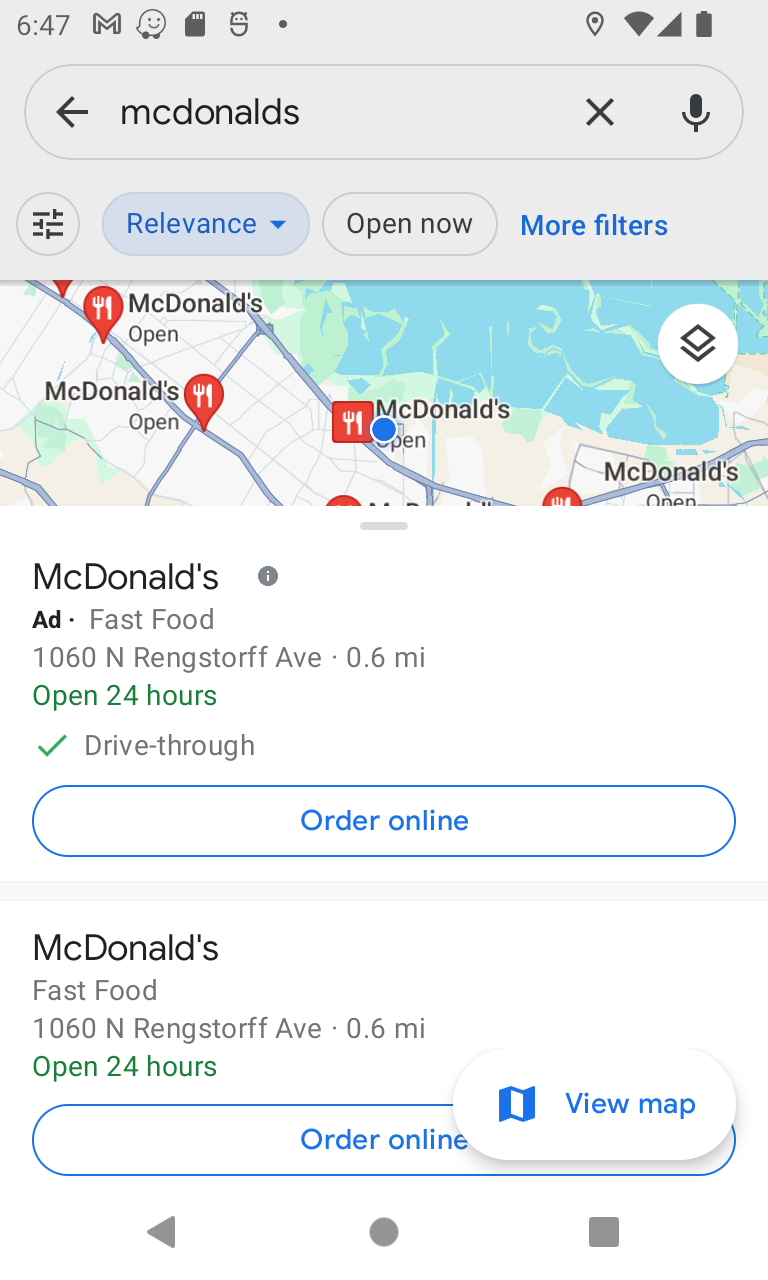 6:47
mcdonalds
Relevance
Open now
More filters
McDonald's
Open
McDonald's
Open
McDonald's
Open
McDonald's
Open
McDonald's
Ad · Fast Food
1060 N Rengstorff Ave · 0.6 mi
Open 24 hours
Drive-through
Order online
McDonald's
Fast Food
1060 N Rengstorff Ave · 0.6 mi
Open 24 hours
Order online
View map